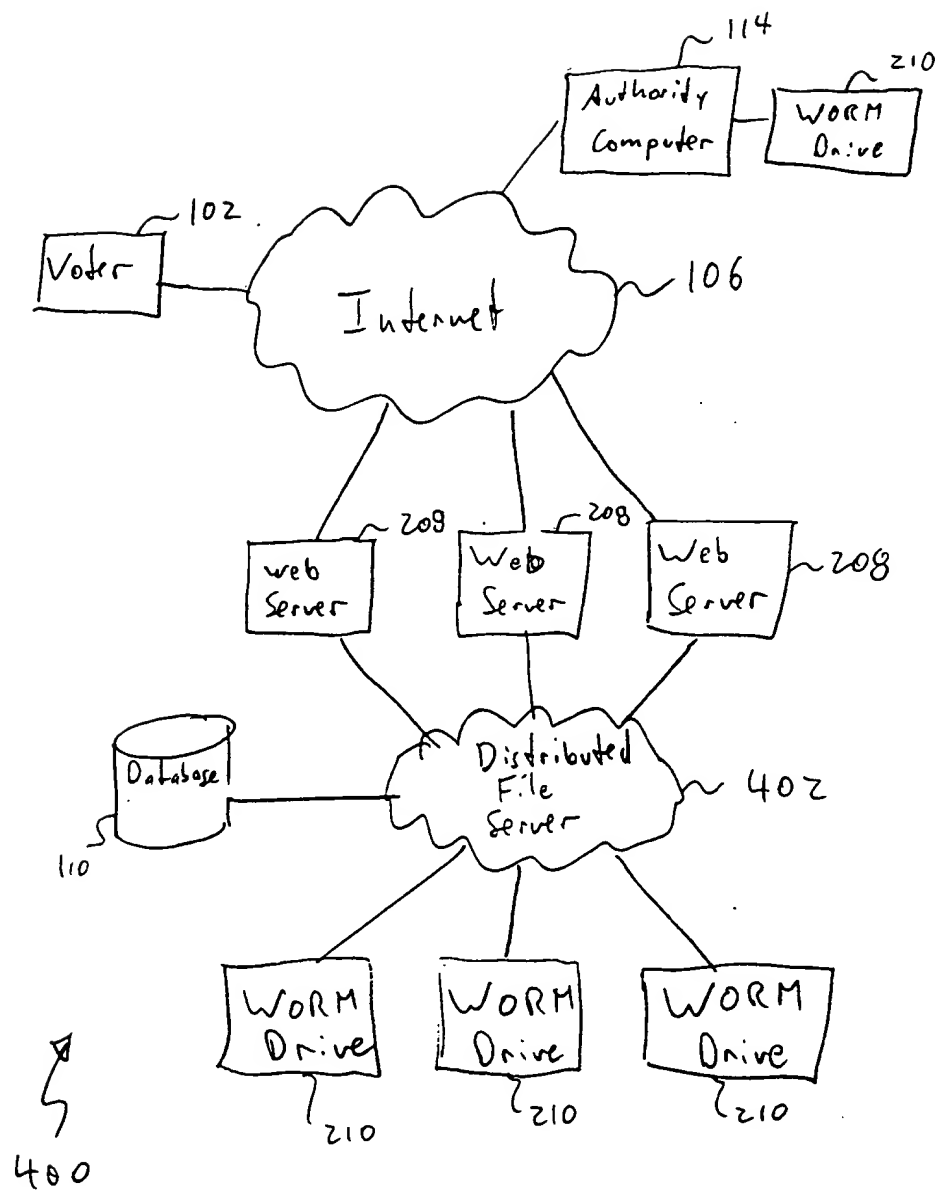 114
210
Authority
Computer
WORM
Drive
102
Voter
106
Internet
209
208
Web
Server
Web
Server
Web
Server
208
Database
110
Distributed
File
Server
402
WORM
Drive
WORM
Drive
WORM
Drive
210
210
210
400